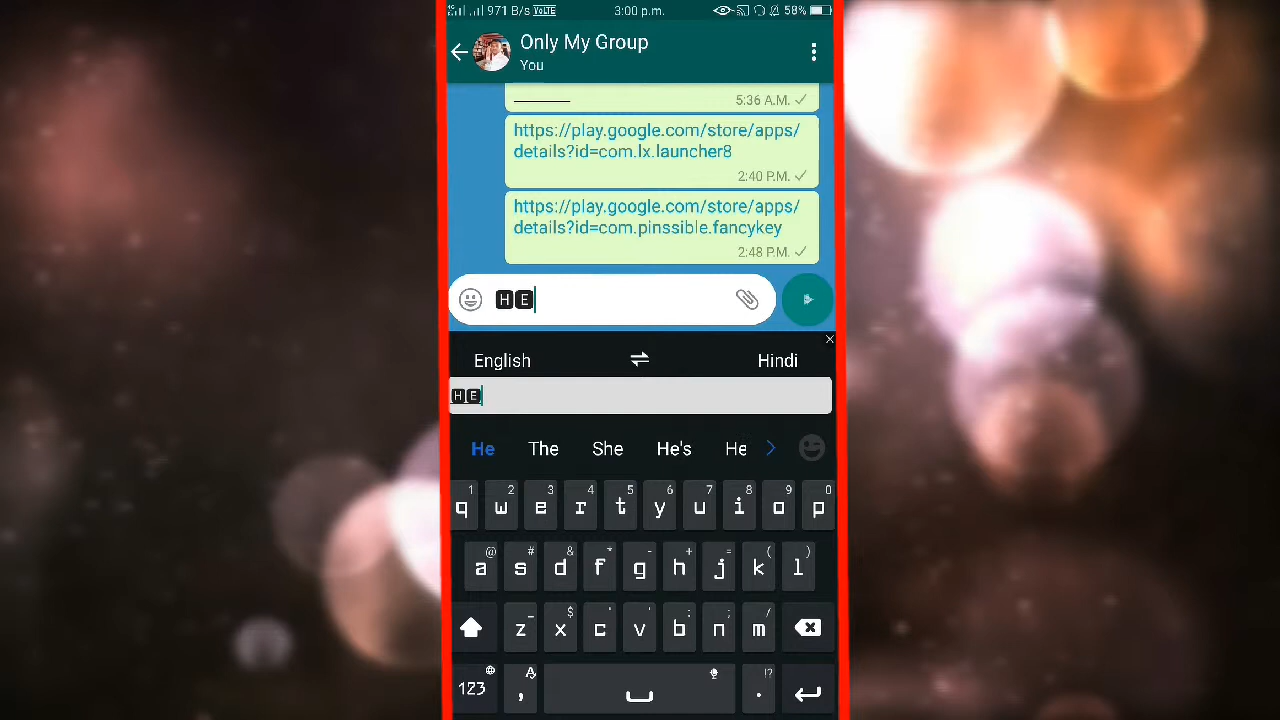 971 B/s VoLTE 3:00 p.m. 58%
Only My Group
You
5:36 A.M.
https://play.google.com/store/apps/
details?id=com.lx.launcher8
2:40 P.M.
https://play.google.com/store/apps/
details?id=com.pinssible.fancykey
2:48 P.M.
🅷🅴
English Hindi
🅷🅴
He The She He's He
1 2 3 4 5 6 7 8 9 0
q w e r t y u i o p
@ # & * - + = ( )
a s d f g h j k l
_ $ " ' : ; /
z x c v b n m
!?
123 , .